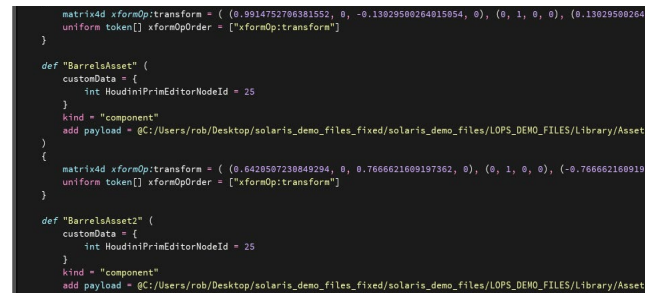 matrix4d xformOp:transform = ( (0.9914752706381552, 0, -0.13029500264015054, 0), (0, 1, 0, 0), (0.13029500264
uniform token[] xformOpOrder = ["xformOp:transform"]
}
def "BarrelsAsset" (
customData = {
int HoudiniPrimEditorNodeId = 25
}
kind = "component"
add payload = @C:/Users/rob/Desktop/solaris_demo_files_fixed/solaris_demo_files/LOPS_DEMO_FILES/Library/Asset
)
{
matrix4d xformOp:transform = ( (0.6420507230849294, 0, 0.7666621609197362, 0), (0, 1, 0, 0), (-0.766662160919
uniform token[] xformOpOrder = ["xformOp:transform"]
}
def "BarrelsAsset2" (
customData = {
int HoudiniPrimEditorNodeId = 25
}
kind = "component"
add payload = @C:/Users/rob/Desktop/solaris_demo_files_fixed/solaris_demo_files/LOPS_DEMO_FILES/Library/Asset